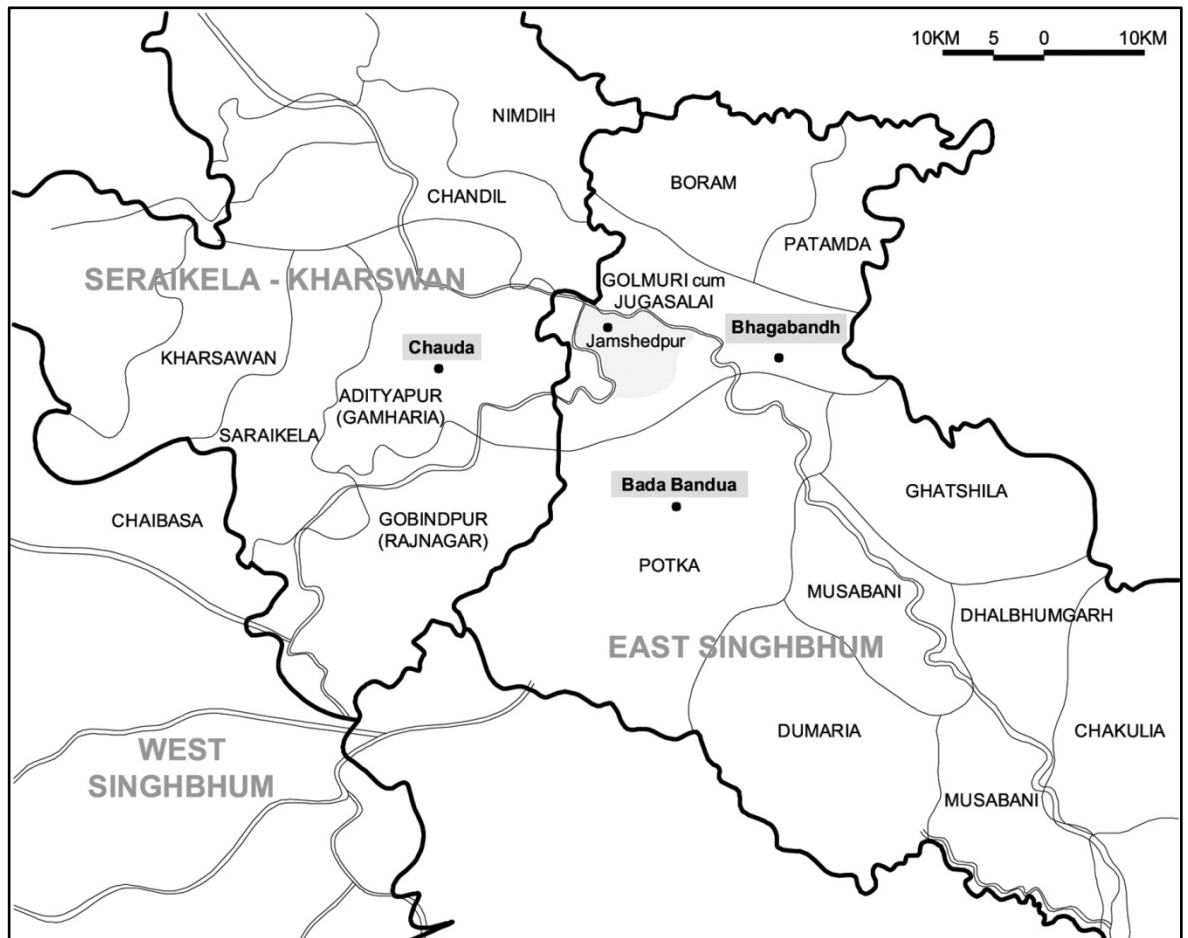 10KM 5 0 10KM
NIMDIH
BORAM
CHANDIL
PATAMDA
SERAIKELA - KHARSWAN
GOLMURI cum
JUGASALAI
Jamshedpur
Bhagabandh
Chauda
KHARSAWAN
ADITYAPUR
(GAMHARIA)
SARAIKELA
Bada Bandua
GHATSHILA
CHAIBASA
GOBINDPUR
(RAJNAGAR)
POTKA
MUSABANI
DHALBHUMGARH
EAST SINGHBHUM
DUMARIA
CHAKULIA
WEST
SINGHBHUM
MUSABANI